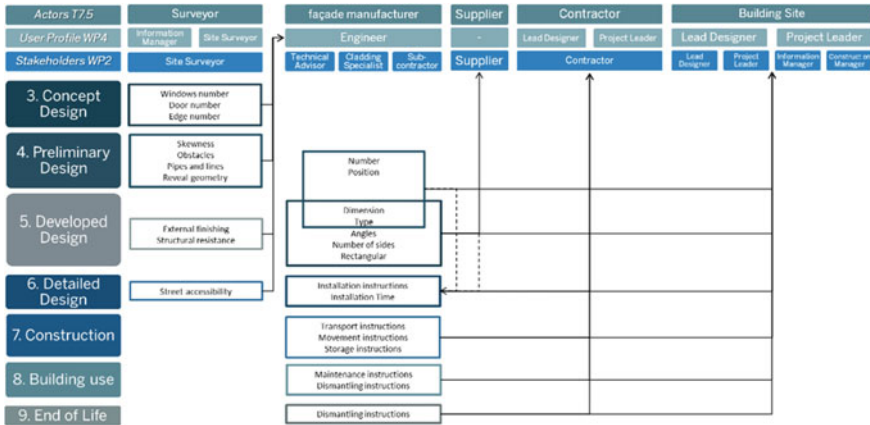 Actors T7.5 Surveyor façade manufacturer Supplier Contractor Building Site
User Profile WP4 Information Manager Site Surveyor Engineer - Lead Designer Project Leader Lead Designer Project Leader
Stakeholders WP2 Site Surveyor Technical Advisor Cladding Specialist Sub-contractor Supplier Contractor Lead Designer Project Leader Information Manager Construct on Manager
3. Concept Design
Windows number
Door number
Edge number
4. Preliminary Design
Skewness
Obstacles
Pipes and lines
Reveal geometry
Number
Position
5. Developed Design
External finishing
Structural resistance
Dimension
Type
Angles
Number of sides
Rectangular
6. Detailed Design
Street accessibility
Installation instructions
Installation Time
7. Construction
Transport instructions
Movement instructions
Storage instructions
8. Building use
Maintenance instructions
Dismantling instructions
9. End of Life
Dismantling instructions